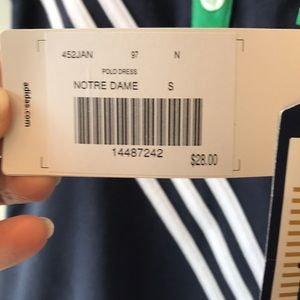 452JAN 97 N
POLO DRESS
NOTRE DAME S
14487242
$28.00
adidas.com